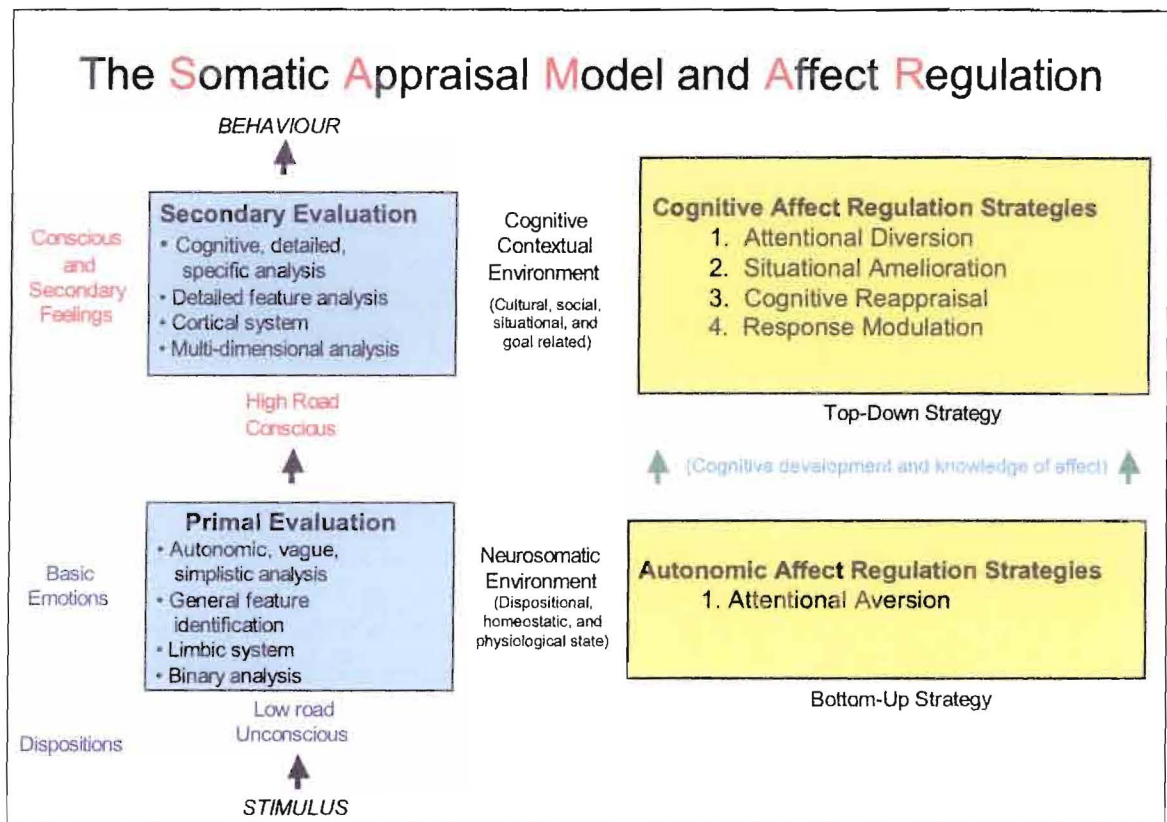 The Somatic Appraisal Model and Affect Regulation
BEHAVIOUR
Conscious
and
Secondary
Feelings
Secondary Evaluation
• Cognitive, detailed,
specific analysis
• Detailed feature analysis
• Cortical system
• Multi-dimensional analysis
Cognitive
Contextual
Environment
(Cultural, social,
situational, and
goal related)
Cognitive Affect Regulation Strategies
1. Attentional Diversion
2. Situational Amelioration
3. Cognitive Reappraisal
4. Response Modulation
Top-Down Strategy
High Road
Conscious
(Cognitive development and knowledge of affect)
Basic
Emotions
Primal Evaluation
• Autonomic, vague,
simplistic analysis
• General feature
identification
• Limbic system
• Binary analysis
Neurosomatic
Environment
(Dispositional,
homeostatic, and
physiological state)
Autonomic Affect Regulation Strategies
1. Attentional Aversion
Bottom-Up Strategy
Low road
Unconscious
Dispositions
STIMULUS